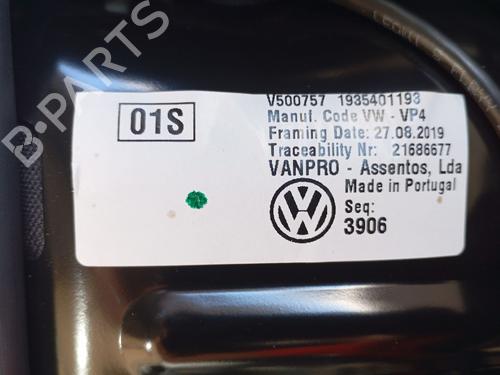 B-PARTS
01S
V500757 1935401193
Manuf. Code VW - VP4
Framing Date: 27.08.2019
Traceability Nr: 21686677
VANPRO - Assentos, Lda
Made in Portugal
Seq:
3906